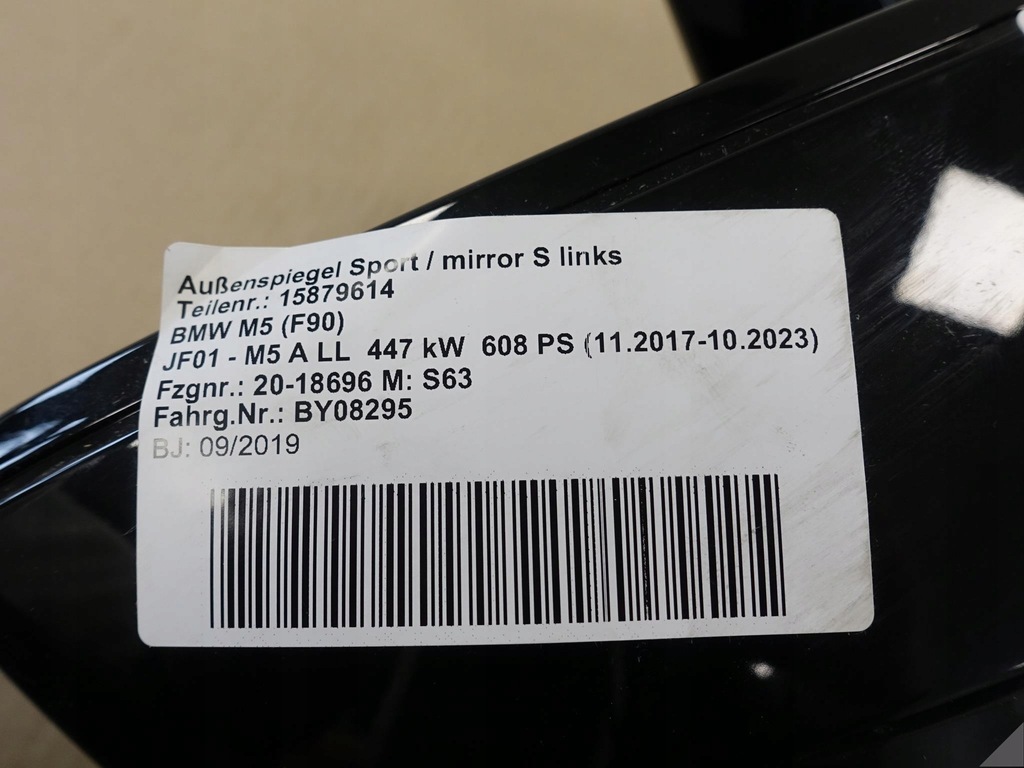 Außenspiegel Sport / mirror S links
Teilenr.: 15879614
BMW M5 (F90)
JF01 - M5 A LL 447 kW 608 PS (11.2017-10.2023)
Fzgnr.: 20-18696 M: S63
Fahrg.Nr.: BY08295
BJ: 09/2019